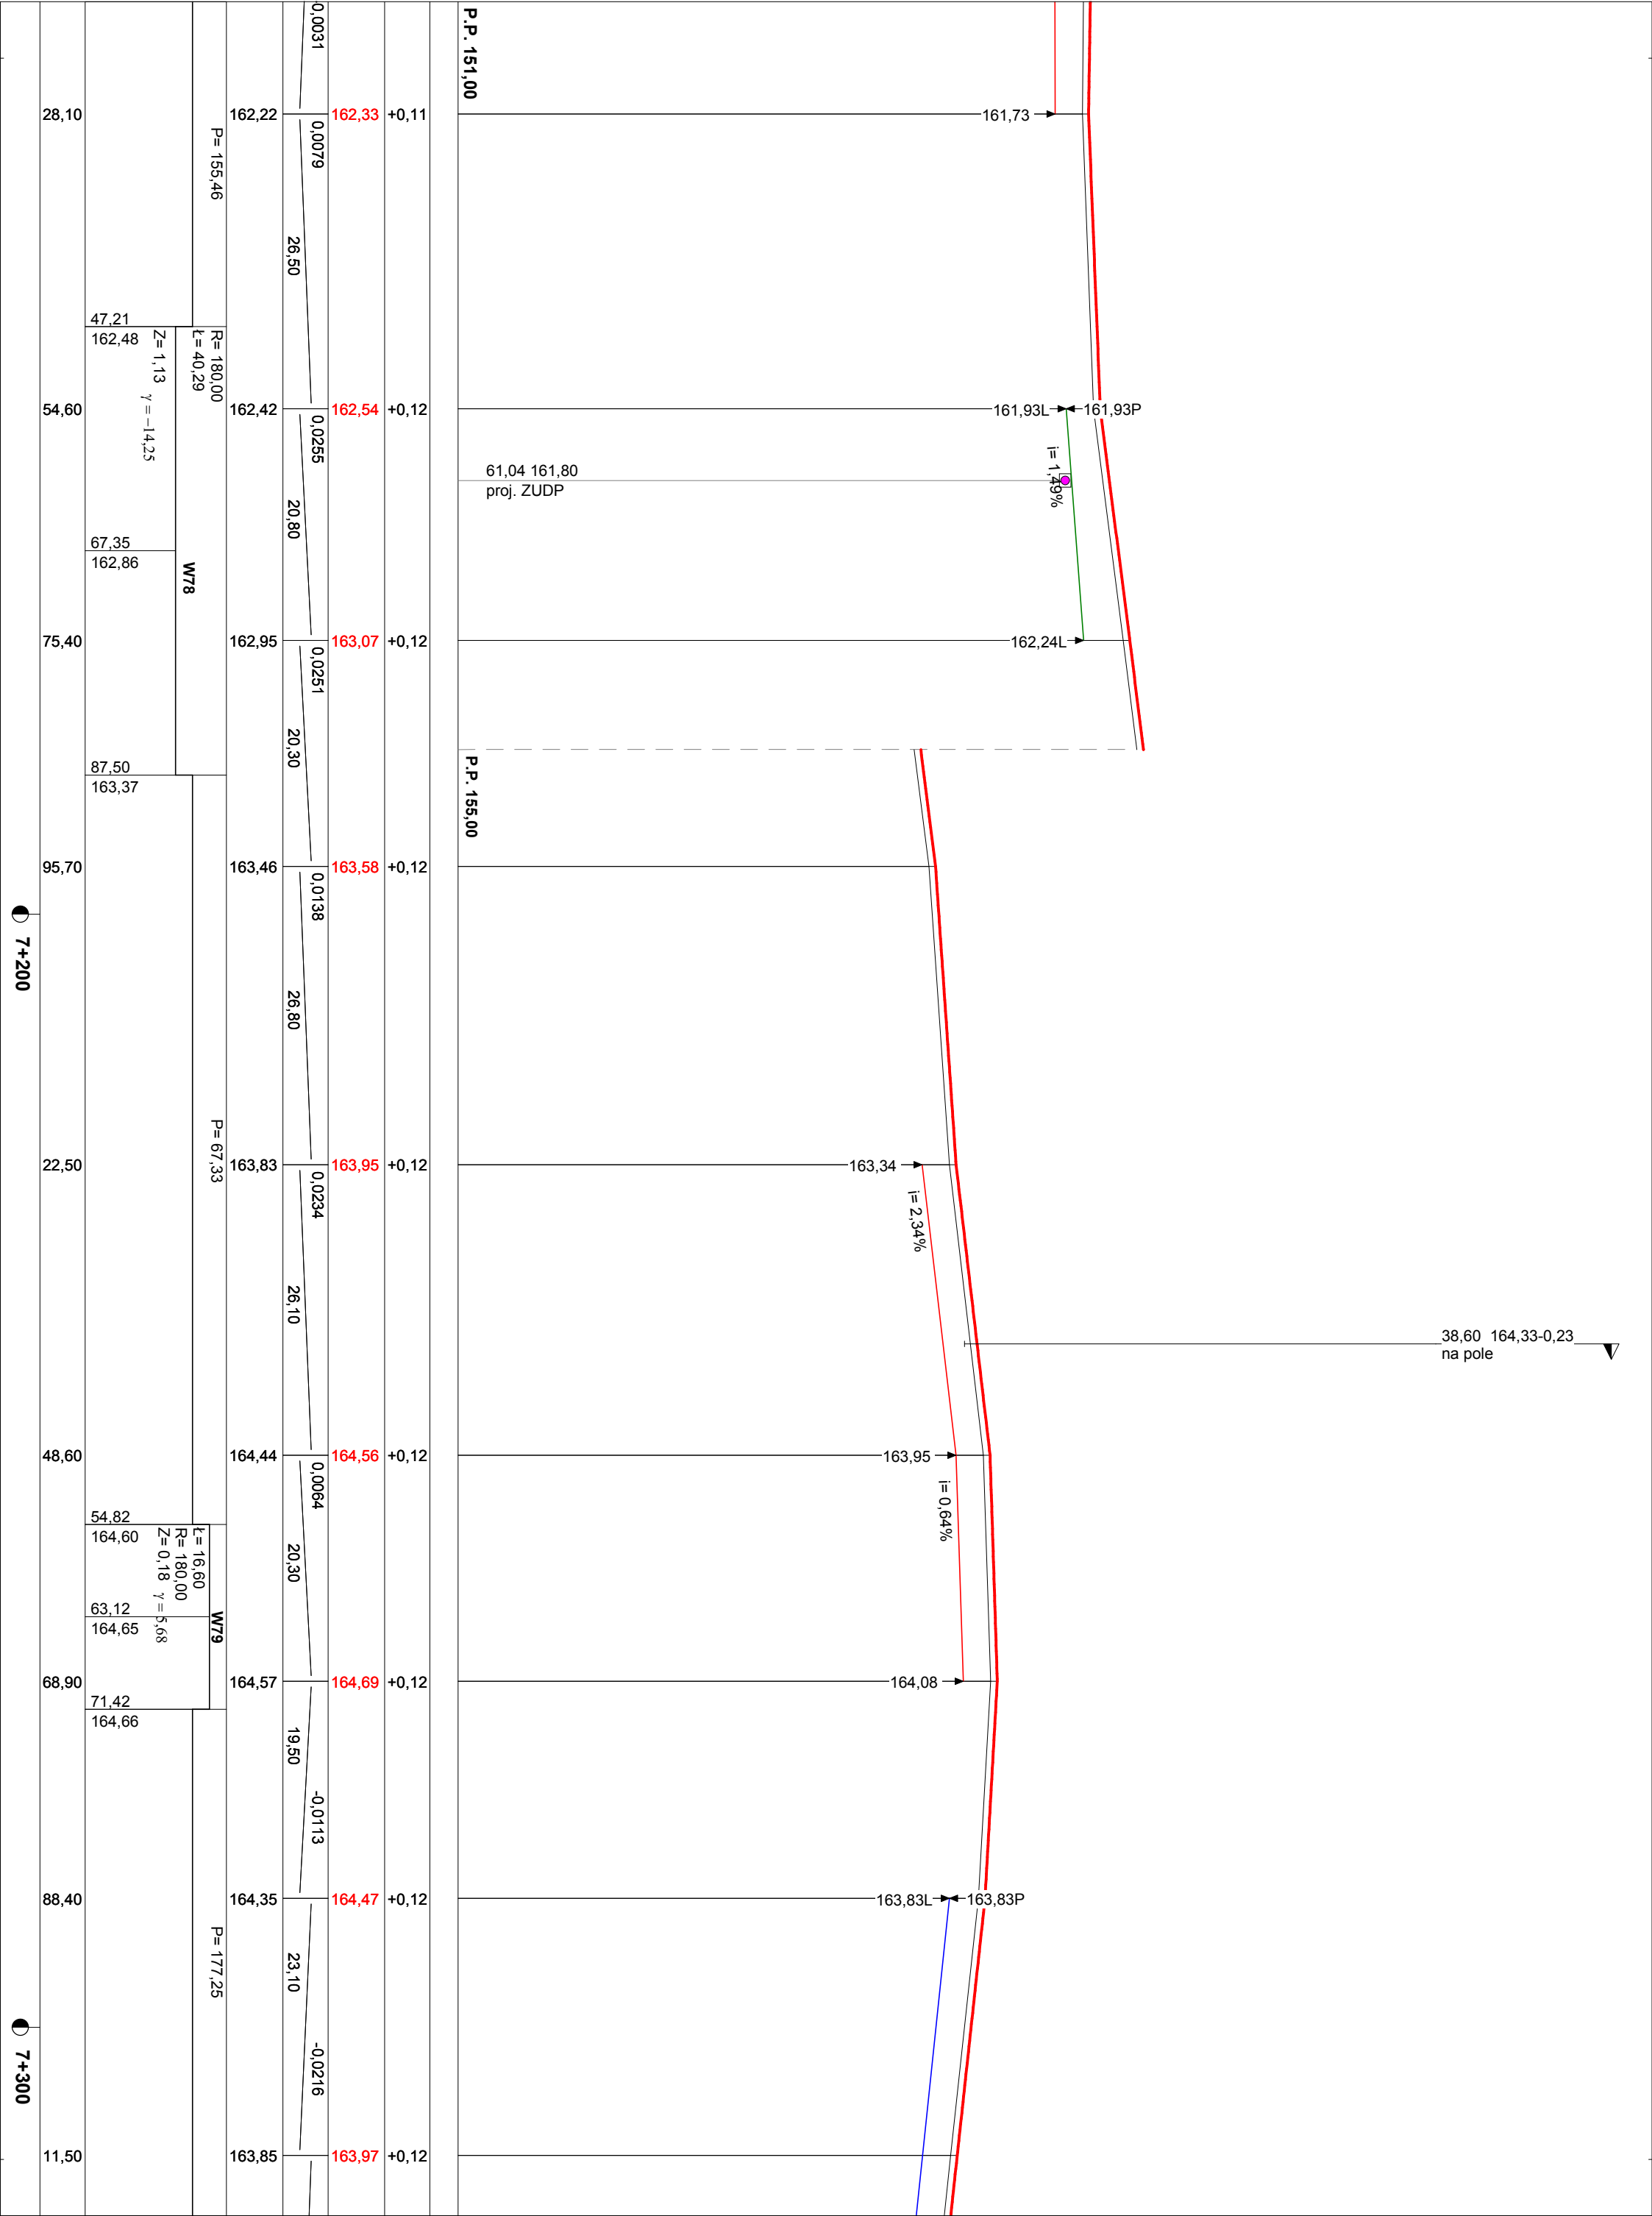 0,0031
P.P. 151,00
28,10
162,22
162,33
+0,11
161,73
0,0079
P= 155,46
26,50
47,21
162,48
R= 180,00
Ł= 40,29
Z= 1,13
γ = -14,25
54,60
162,42
162,54
+0,12
161,93L
161,93P
0,0255
i= 1,49%
61,04 161,80
proj. ZUDP
20,80
67,35
162,86
W78
75,40
162,95
163,07
+0,12
162,24L
0,0251
20,30
P.P. 155,00
87,50
163,37
95,70
163,46
163,58
+0,12
0,0138
7+200
26,80
P= 67,33
22,50
163,83
163,95
+0,12
163,34
0,0234
i= 2,34%
26,10
38,60 164,33-0,23
na pole
48,60
164,44
164,56
+0,12
163,95
0,0064
i= 0,64%
54,82
164,60
Ł= 16,60
R= 180,00
Z= 0,18
γ = 5,68
20,30
63,12
164,65
W79
68,90
164,57
164,69
+0,12
164,08
71,42
164,66
19,50
-0,0113
88,40
164,35
164,47
+0,12
163,83L
163,83P
P= 177,25
23,10
-0,0216
7+300
11,50
163,85
163,97
+0,12